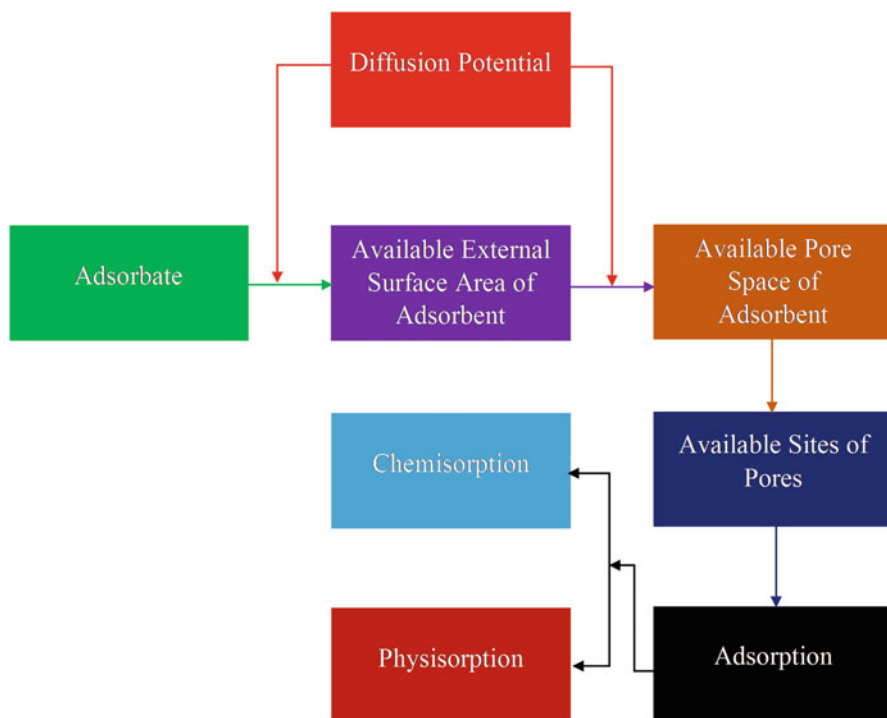 Diffusion Potential
Adsorbate
Available External
Surface Area of
Adsorbent
Available Pore
Space of
Adsorbent
Chemisorption
Available Sites of
Pores
Physisorption
Adsorption